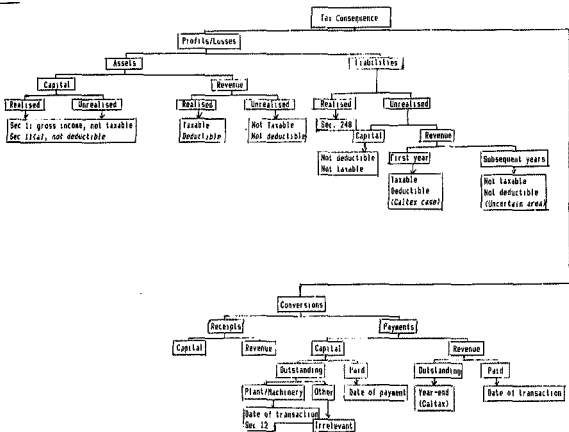 Tax Consequence
Profits/Losses
Assets
Liabilities
Capital
Revenue
Realised
Unrealised
Realised
Unrealised
Realised
Unrealised
Sec 1: gross income, not taxable
Sec 11(a), not deductible
Taxable
Deductible
Not Taxable
Not Deductible
Sec. 24B
Capital
Revenue
Not deductible
Not taxable
First year
Subsequent years
Taxable
Deductible
(Caltex case)
Not taxable
Not deductible
(Uncertain area)
Conversions
Receipts
Payments
Capital
Revenue
Capital
Revenue
Outstanding
Paid
Outstanding
Paid
Plant/Machinery
Other
Date of payment
Year-end
(Caltax)
Date of transaction
Date of transaction
Sec 12
Irrelevant